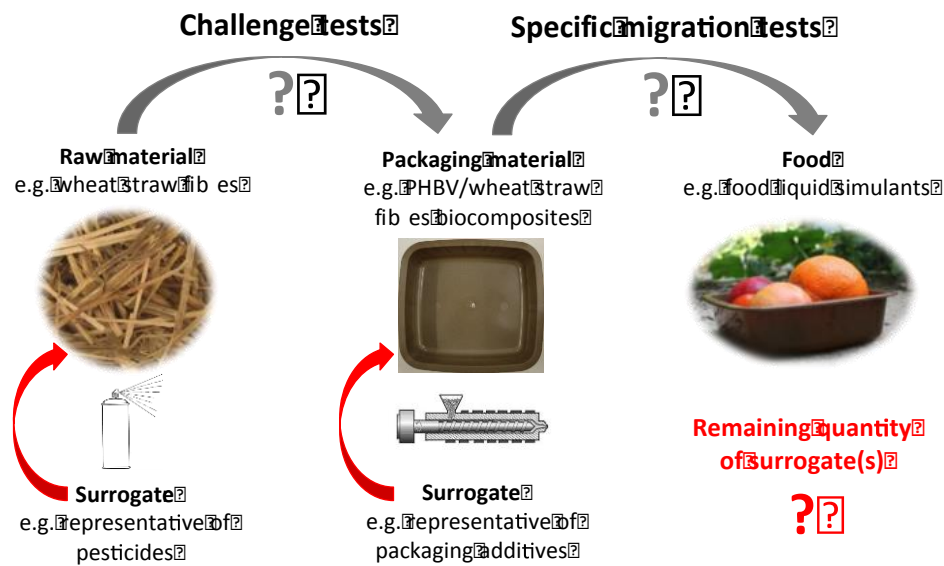 Challenge⍰tests⍰
Specific⍰migration⍰tests⍰
?⍰
?⍰
Raw⍰material⍰
e.g.⍰wheat⍰straw⍰fib es⍰
Packaging⍰material⍰
e.g.⍰PHBV/wheat⍰straw⍰
fib es⍰biocomposites⍰
Food⍰
e.g.⍰food⍰liquid⍰simulants⍰
Surrogate⍰
e.g.⍰representative⍰of⍰
pesticides⍰
Surrogate⍰
e.g.⍰representative⍰of⍰
packaging⍰additives⍰
Remaining⍰quantity⍰
of⍰surrogate(s)⍰
?⍰